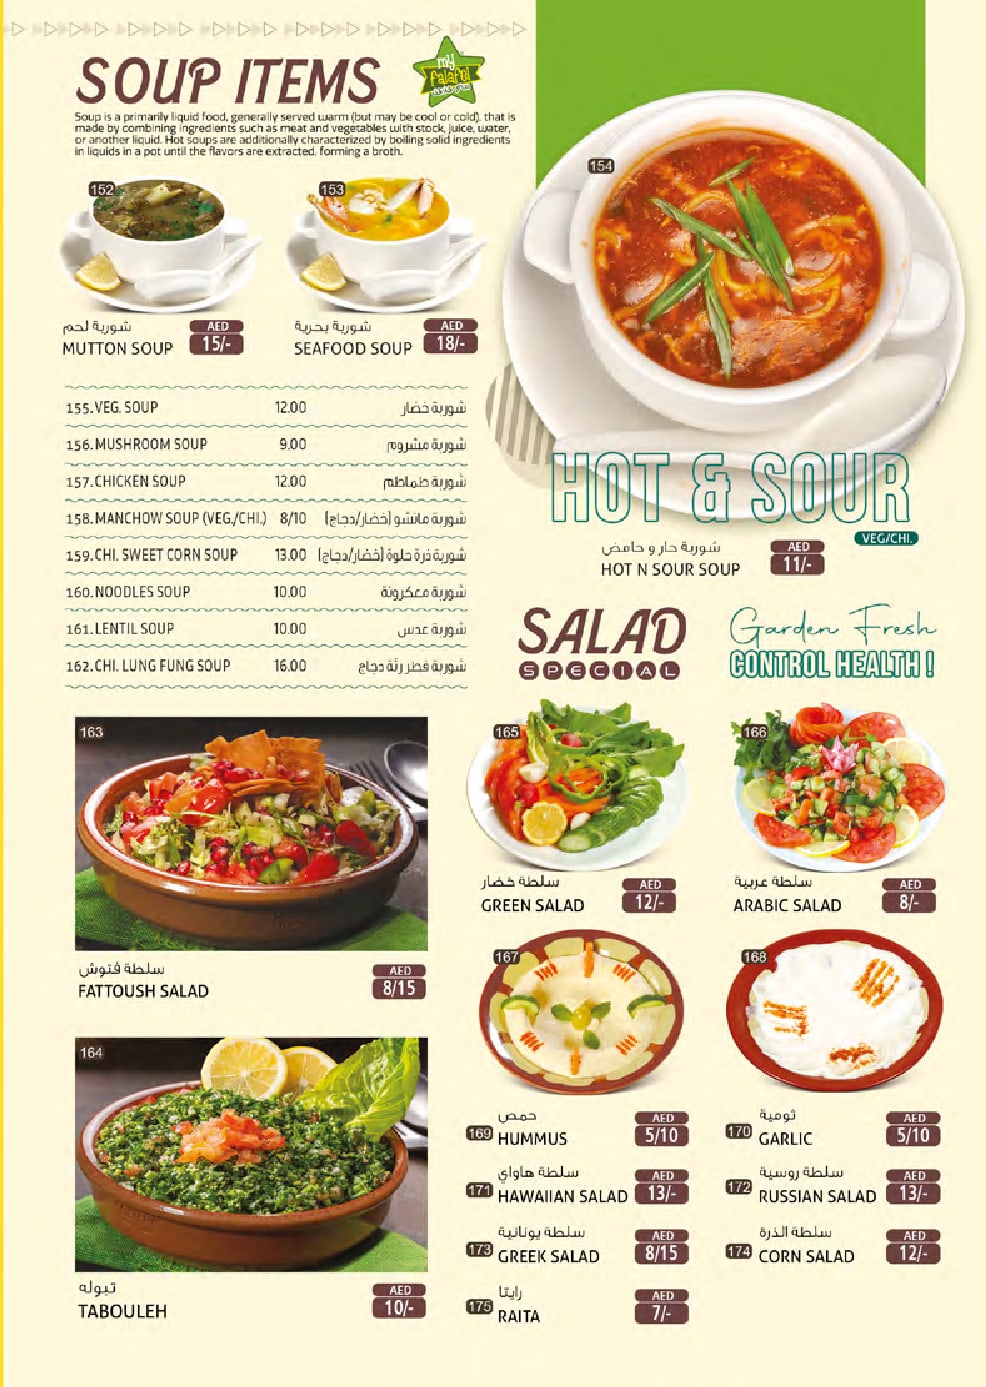 SOUP ITEMS
my
falafel
Soup is a primarily liquid food, generally served warm (but may be cool or cold), that is
made by combining ingredients such as meat and vegetables with stock, juice, water,
or another liquid. Hot soups are additionally characterized by boiling solid ingredients
in liquids in a pot until the flavors are extracted, forming a broth.
152
شوربة لحم
MUTTON SOUP
AED
15/-
153
شوربة بحرية
SEAFOOD SOUP
AED
18/-
154
HOT & SOUR
VEG/CHI.
شوربة حار و حامض
HOT N SOUR SOUP
AED
11/-
155.VEG. SOUP 12.00 شوربة خضار
156.MUSHROOM SOUP 9.00 شوربة مشروم
157.CHICKEN SOUP 12.00 شوربة طماطم
158.MANCHOW SOUP (VEG./CHI.) 8/10 شوربة مانشو (خضار/دجاج)
159.CHI. SWEET CORN SOUP 13.00 شوربة ذرة حلوة (خضار/دجاج)
160.NOODLES SOUP 10.00 شوربة معكرونة
161.LENTIL SOUP 10.00 شوربة عدس
162.CHI. LUNG FUNG SOUP 16.00 شوربة فطر رئة دجاج
SALAD
SPECIAL
Garden Fresh
CONTROL HEALTH !
163
سلطة فتوش
FATTOUSH SALAD
AED
8/15
164
تبوله
TABOULEH
AED
10/-
165
سلطة خضار
GREEN SALAD
AED
12/-
166
سلطة عربية
ARABIC SALAD
AED
8/-
167
168
حمص
169 HUMMUS
AED
5/10
ثومية
170 GARLIC
AED
5/10
سلطة هاواي
171 HAWAIIAN SALAD
AED
13/-
سلطة روسية
172 RUSSIAN SALAD
AED
13/-
سلطة يونانية
173 GREEK SALAD
AED
8/15
سلطة الذرة
174 CORN SALAD
AED
12/-
رايتا
175 RAITA
AED
7/-